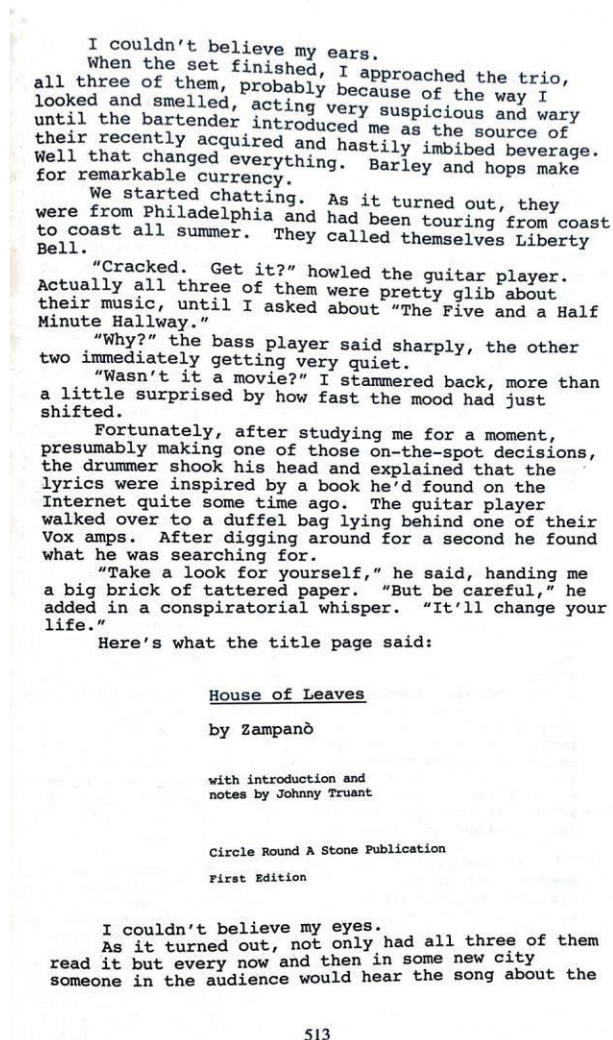 I couldn't believe my ears.
When the set finished, I approached the trio,
all three of them, probably because of the way I
looked and smelled, acting very suspicious and wary
until the bartender introduced me as the source of
their recently acquired and hastily imbibed beverage.
Well that changed everything. Barley and hops make
for remarkable currency.
We started chatting. As it turned out, they
were from Philadelphia and had been touring from coast
to coast all summer. They called themselves Liberty
Bell.
"Cracked. Get it?" howled the guitar player.
Actually all three of them were pretty glib about
their music, until I asked about "The Five and a Half
Minute Hallway."
"Why?" the bass player said sharply, the other
two immediately getting very quiet.
"Wasn't it a movie?" I stammered back, more than
a little surprised by how fast the mood had just
shifted.
Fortunately, after studying me for a moment,
presumably making one of those on-the-spot decisions,
the drummer shook his head and explained that the
lyrics were inspired by a book he'd found on the
Internet quite some time ago. The guitar player
walked over to a duffel bag lying behind one of their
Vox amps. After digging around for a second he found
what he was searching for.
"Take a look for yourself," he said, handing me
a big brick of tattered paper. "But be careful," he
added in a conspiratorial whisper. "It'll change your
life."
Here's what the title page said:
House of Leaves
by Zampanò
with introduction and
notes by Johnny Truant
Circle Round A Stone Publication
First Edition
I couldn't believe my eyes.
As it turned out, not only had all three of them
read it but every now and then in some new city
someone in the audience would hear the song about the
513